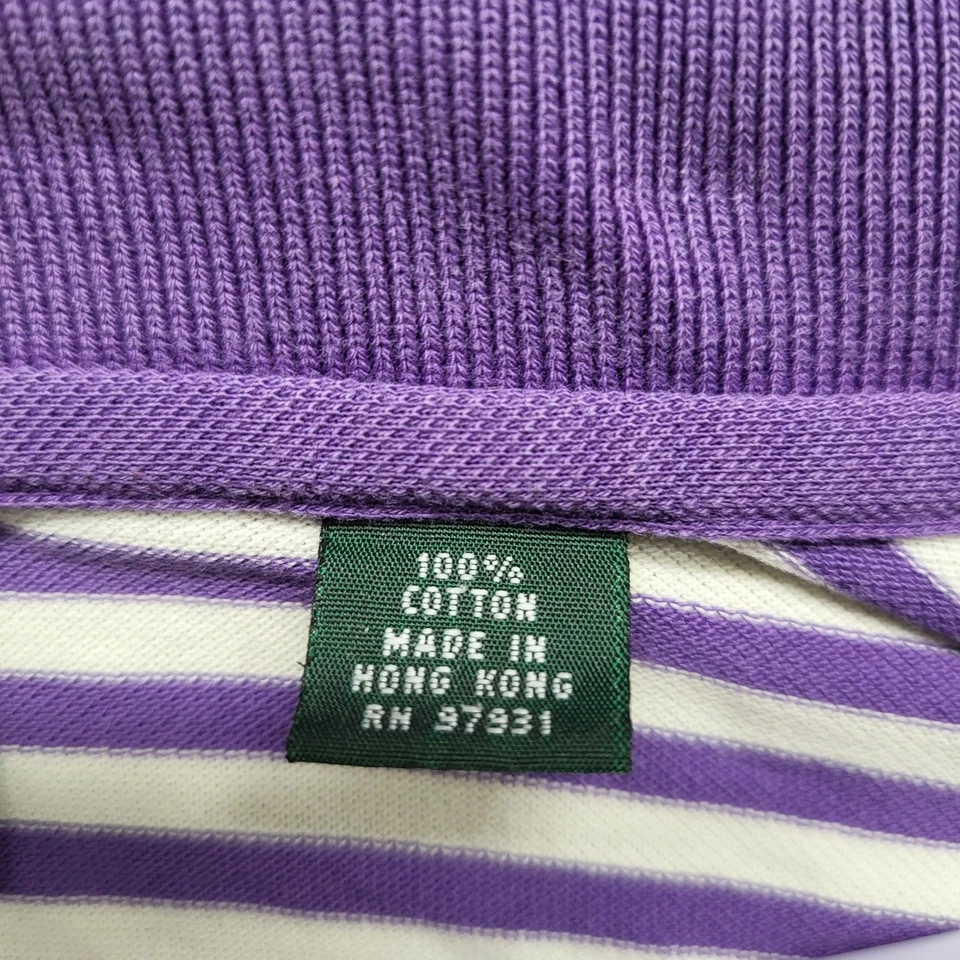 100%
COTTON
MADE IN
HONG KONG
RN 97931